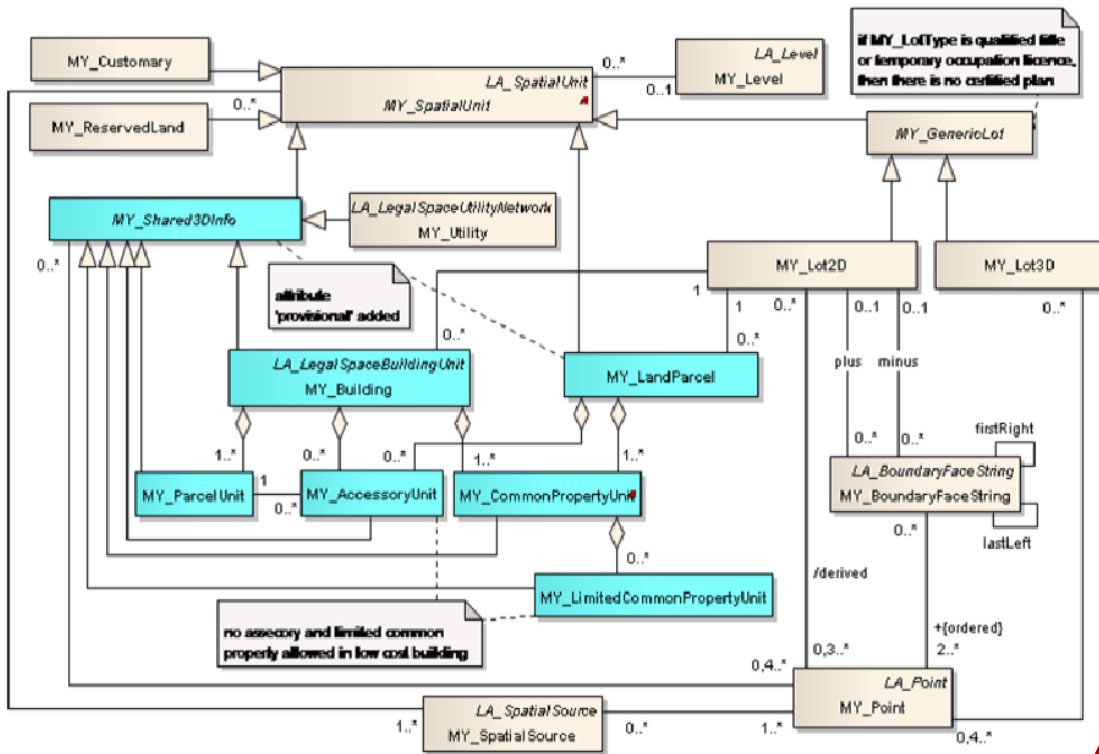 MY_Customary
MY_ReservedLand
0..*
LA_SpatialUnit
MY_SpatialUnit
0..*
0..1
LA_Level
MY_Level
if MY_LotType is qualified title
or temporary occupation licence,
then there is no certified plan
MY_GenericLot
MY_Shared3DInfo
LA_LegalSpaceUtilityNetwork
MY_Utility
MY_Lot2D
MY_Lot3D
0..*
attribute
'provisional' added
1
1
0..*
0..1
0..1
0..*
0..*
0..*
LA_LegalSpaceBuildingUnit
MY_Building
MY_LandParcel
plus
minus
firstRight
1..*
0..*
0..*
1..*
1..*
0..*
0..*
LA_BoundaryFaceString
MY_BoundaryFaceString
MY_ParcelUnit
1
0..*
MY_AccessoryUnit
MY_CommonPropertyUnit
0..*
lastLeft
0..*
MY_LimitedCommonPropertyUnit
/derived
no assecory and limited common
property allowed in low cost building
+{ordered}
2..*
0,3..*
0,4..*
LA_Point
MY_Point
LA_SpatialSource
MY_SpatialSource
1..*
0..*
1..*
0,4..*